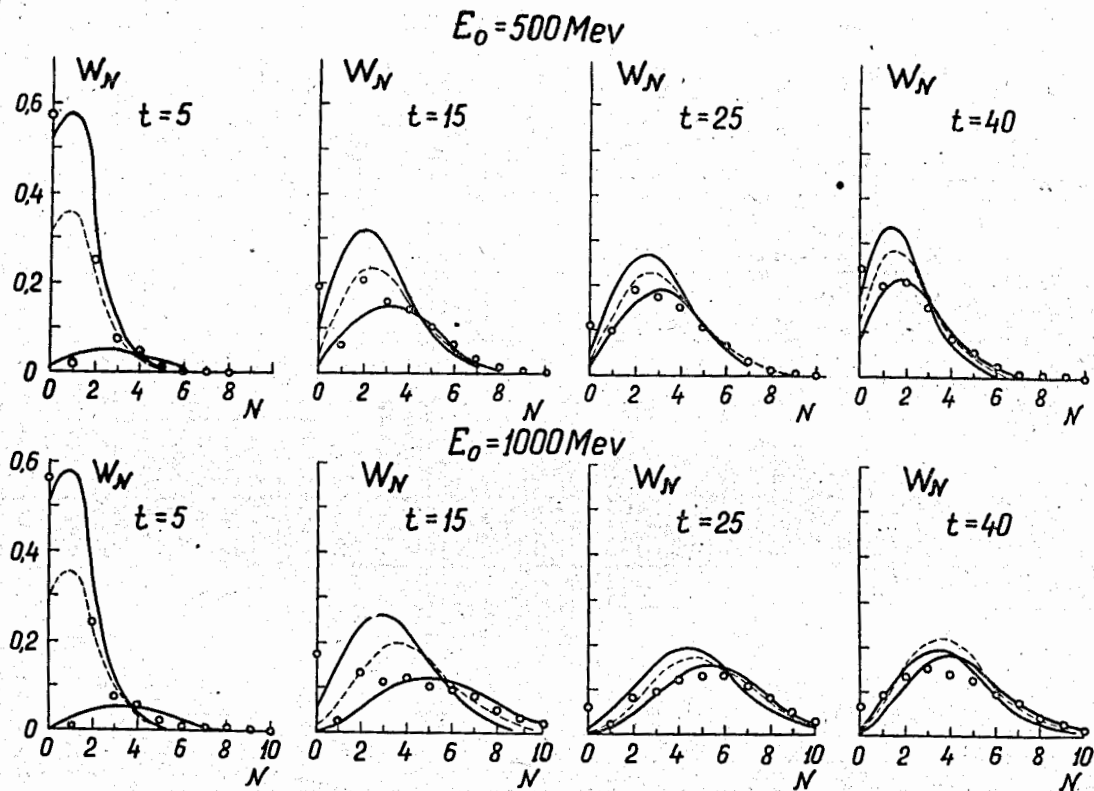 E₀=500 Mev
W_N W_N W_N W_N
t=5 t=15 t=25 t=40
0,6
0,4
0,2
0
0 2 4 6 8 N
0 2 4 6 8 N
0 2 4 6 8 N
0 2 4 6 8 N
E₀=1000 Mev
W_N W_N W_N W_N
t=5 t=15 t=25 t=40
0,6
0,4
0,2
0
0 2 4 6 8 10 N
0 2 4 6 8 10 N
0 2 4 6 8 10 N
0 2 4 6 8 10 N